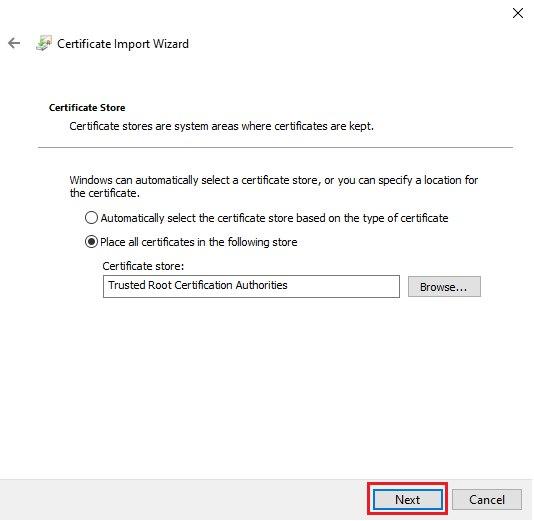 Certificate Import Wizard
Certificate Store
Certificate stores are system areas where certificates are kept.
Windows can automatically select a certificate store, or you can specify a location for
the certificate.
Automatically select the certificate store based on the type of certificate
Place all certificates in the following store
Certificate store:
Trusted Root Certification Authorities
Browse...
Next
Cancel